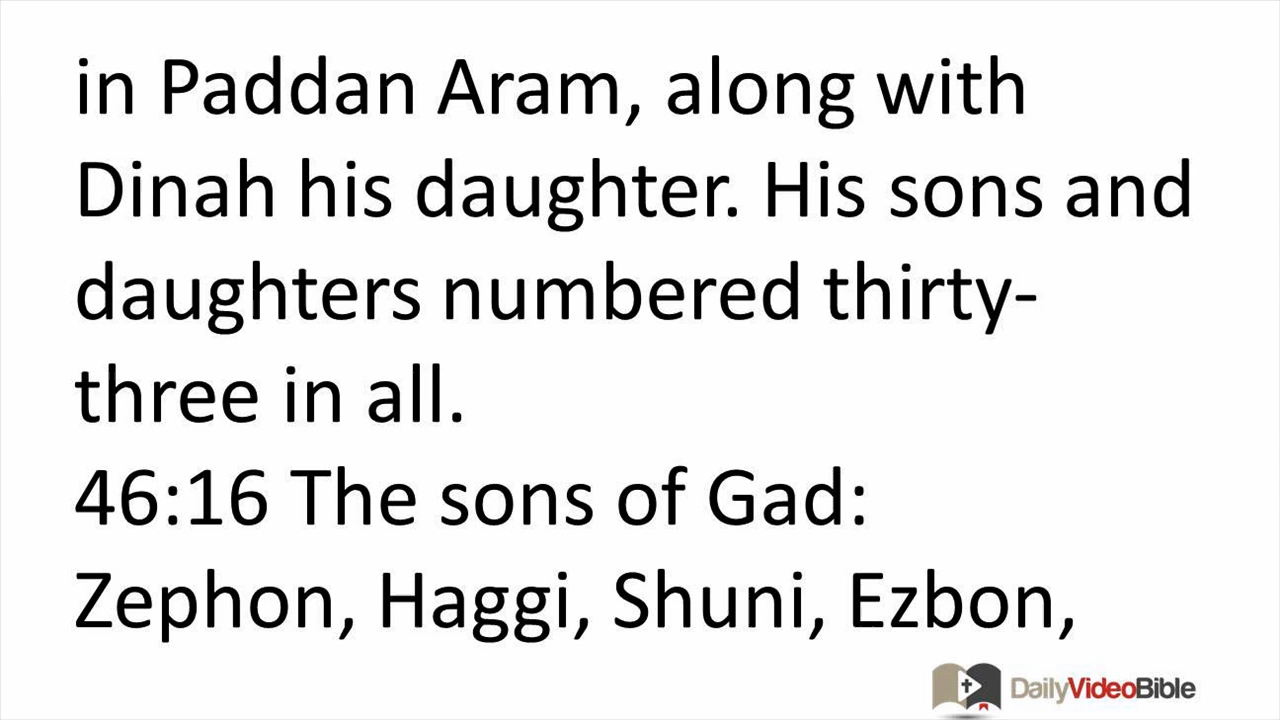 in Paddan Aram, along with
Dinah his daughter. His sons and
daughters numbered thirty-
three in all.
46:16 The sons of Gad:
Zephon, Haggi, Shuni, Ezbon,
DailyVideoBible